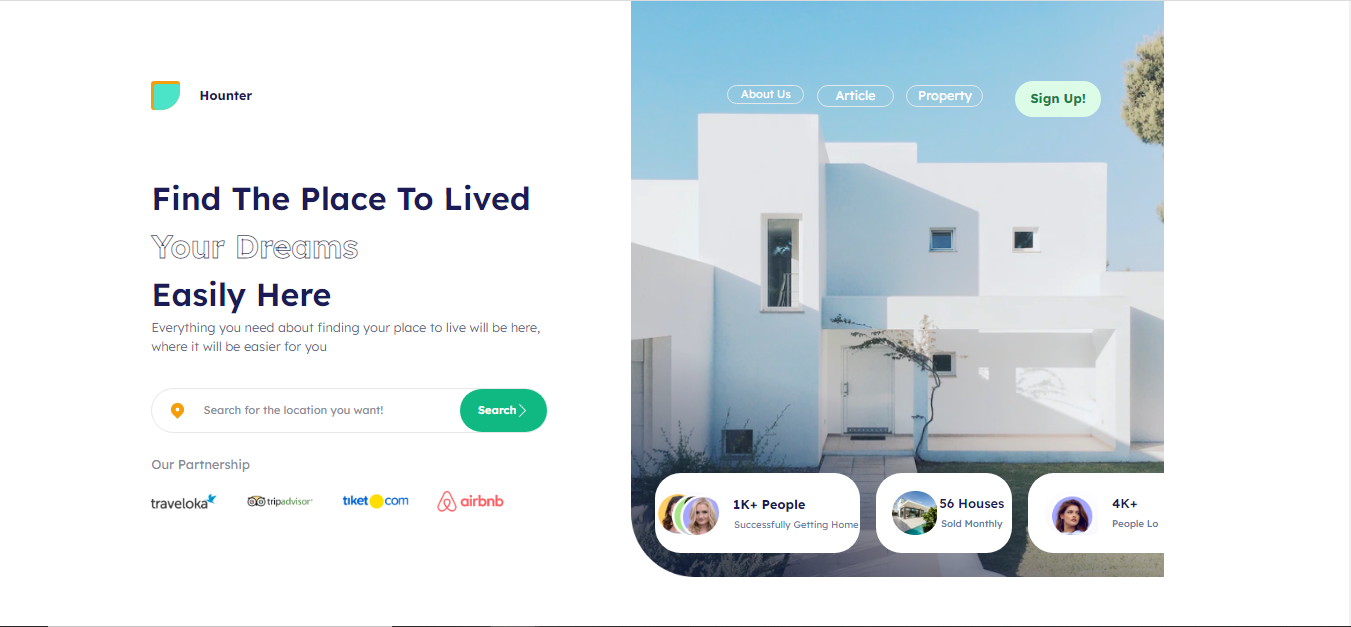 Hounter
About Us
Article
Property
Sign Up!
Find The Place To Lived
Your Dreams
Easily Here
Everything you need about finding your place to live will be here,
where it will be easier for you
Search for the location you want!
Search
Our Partnership
traveloka
tripadvisor
tiket com
airbnb
1K+ People
Successfully Getting Home
56 Houses
Sold Monthly
4K+
People Lo